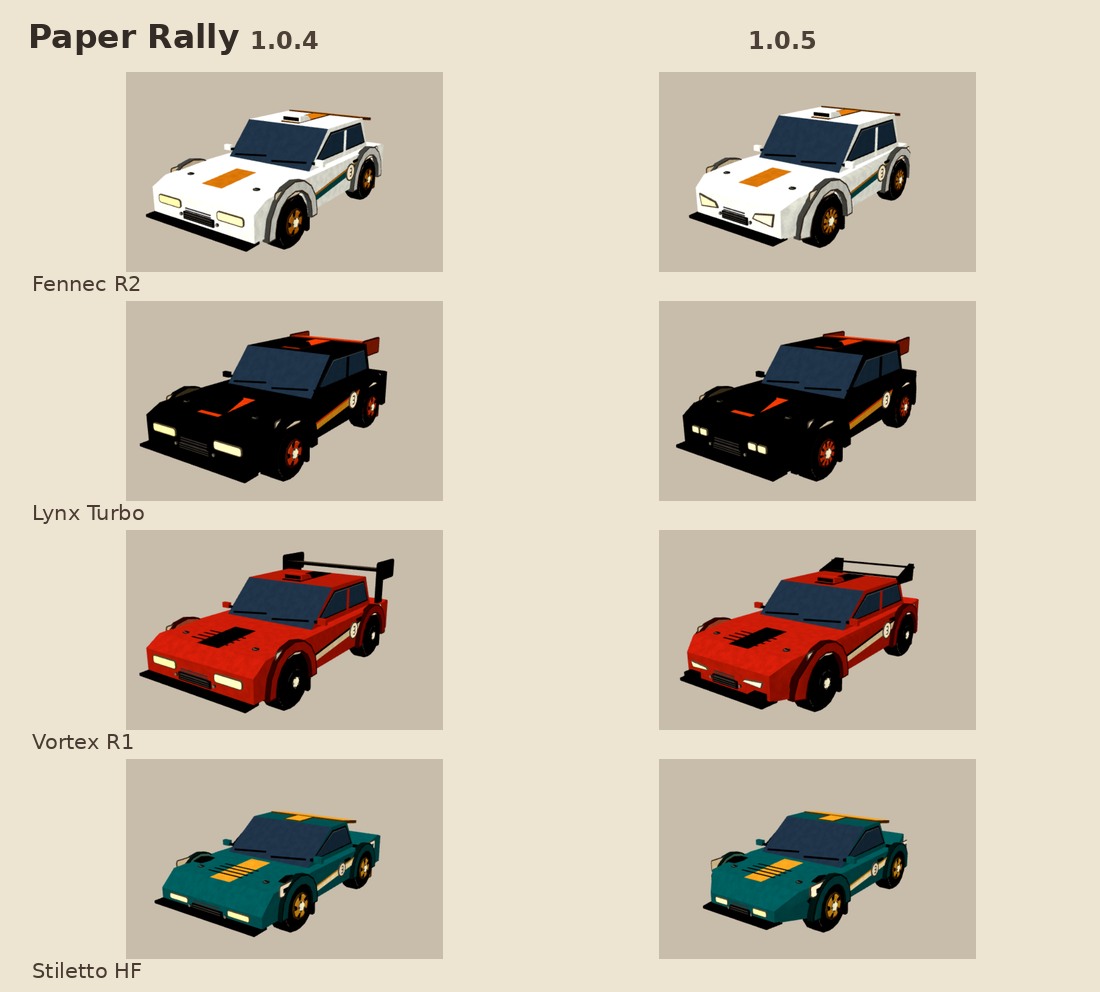 Paper Rally 1.0.4 1.0.5
Fennec R2
Lynx Turbo
Vortex R1
Stiletto HF